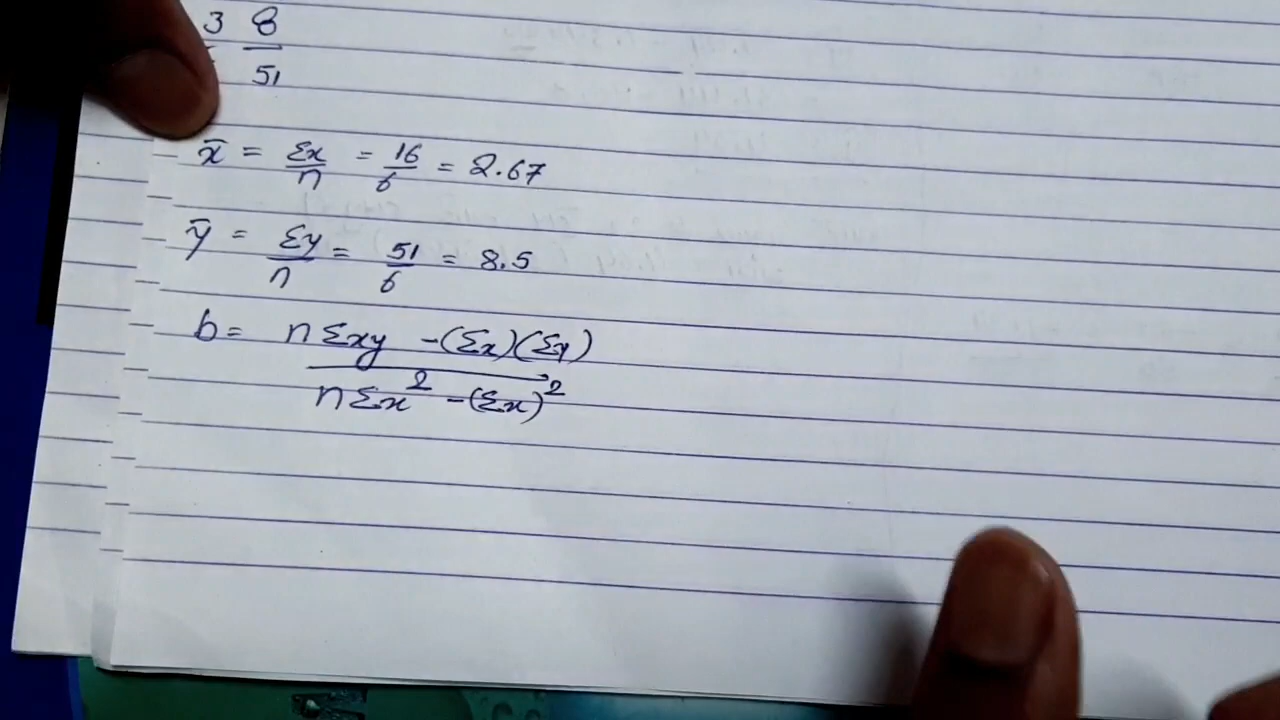 3 8
51
x̄ = Σx/n = 16/6 = 2.67
ȳ = Σy/n = 51/6 = 8.5
b = nΣxy - (Σx)(Σy) / nΣx² - (Σx)²